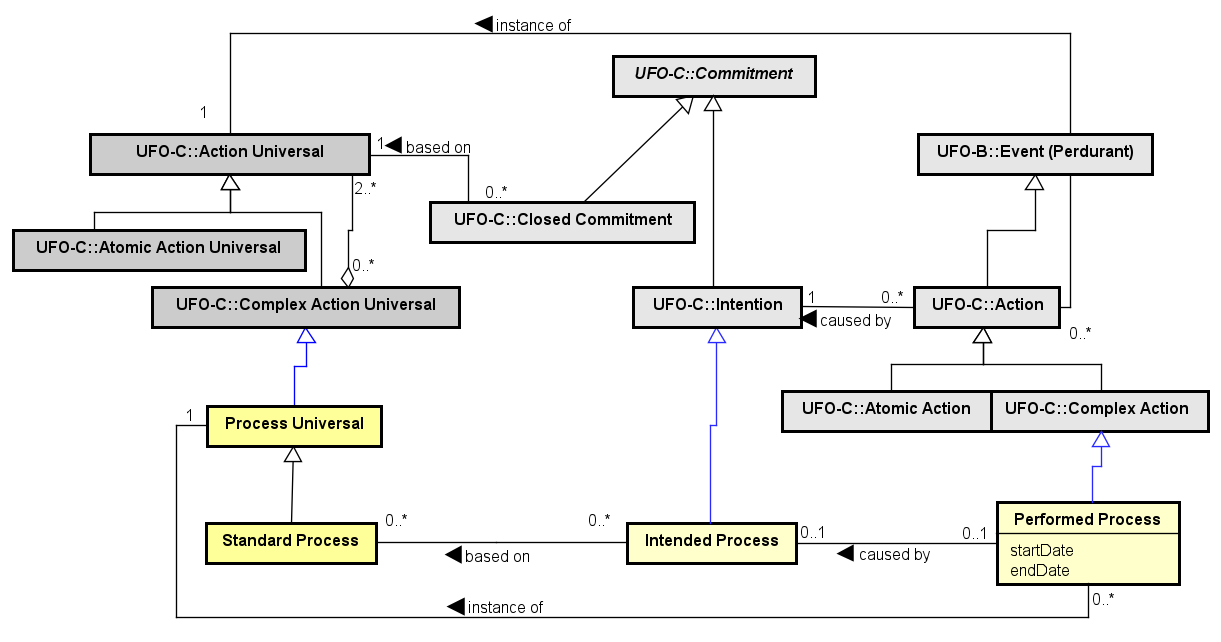 instance of
UFO-C::Commitment
1
UFO-C::Action Universal
1
based on
UFO-B::Event (Perdurant)
2..*
0..*
UFO-C::Closed Commitment
UFO-C::Atomic Action Universal
0..*
UFO-C::Complex Action Universal
UFO-C::Intention
1
0..*
caused by
UFO-C::Action
0..*
Process Universal
1
UFO-C::Atomic Action
UFO-C::Complex Action
Standard Process
0..*
0..*
based on
Intended Process
0..1
0..1
caused by
Performed Process
startDate
endDate
0..*
instance of